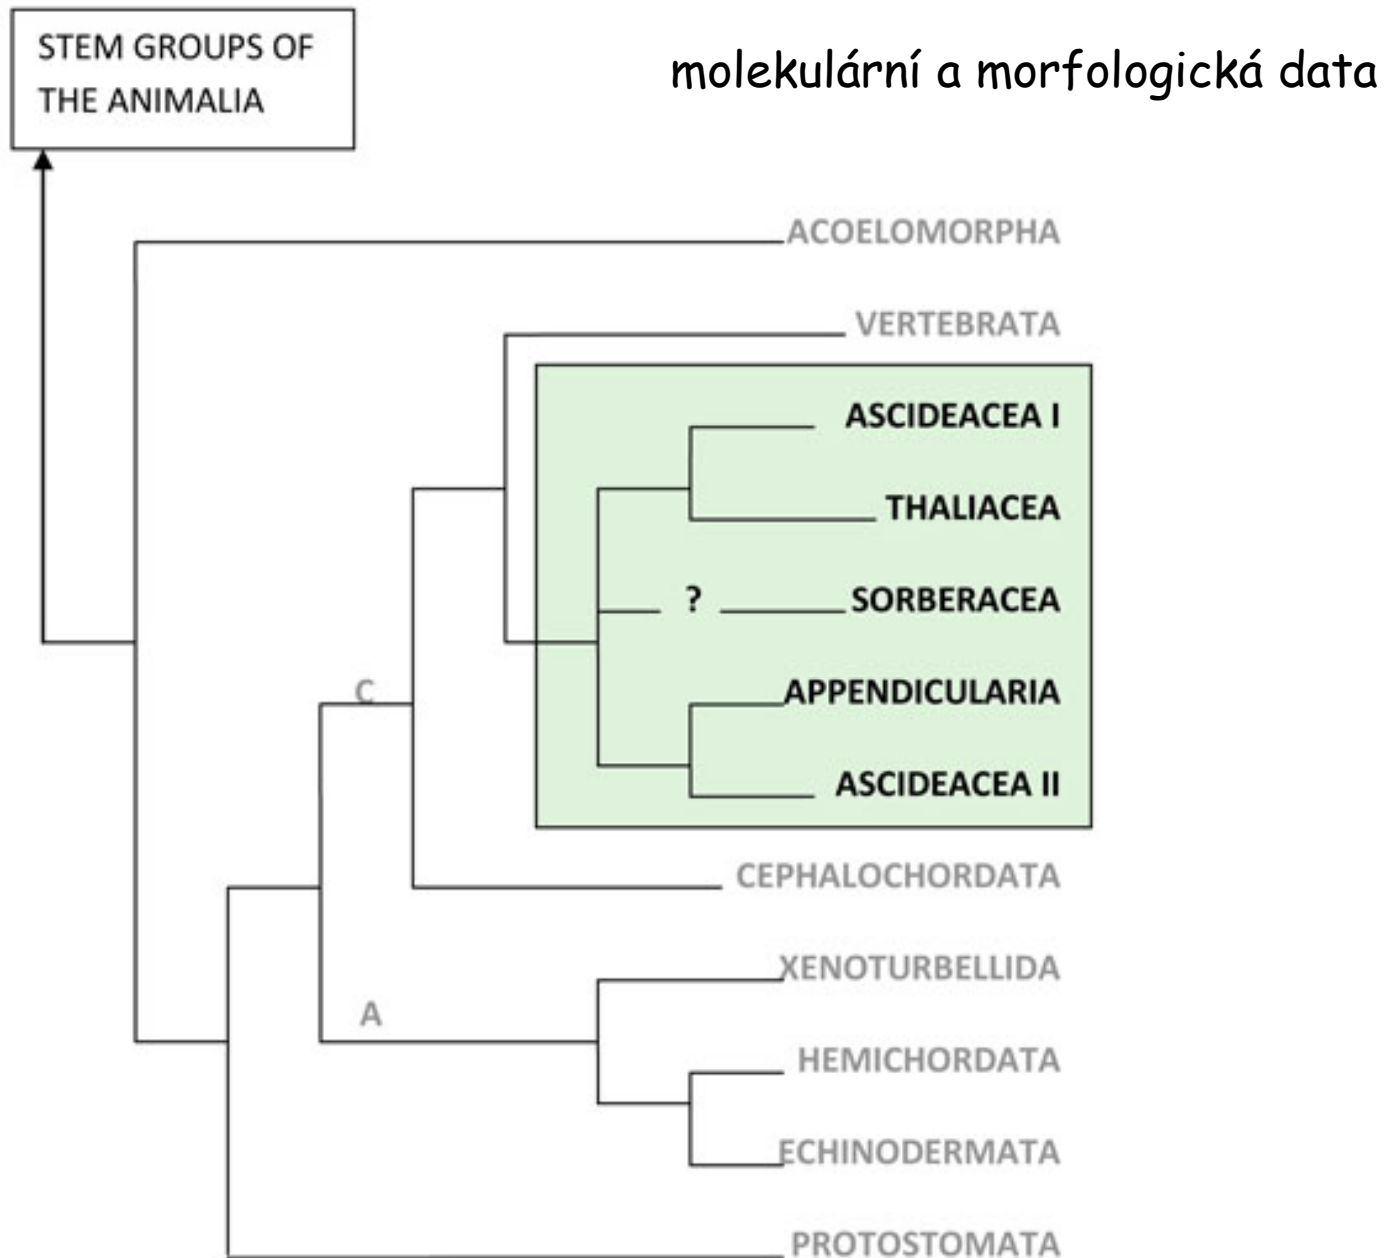 STEM GROUPS OF
THE ANIMALIA
molekulární a morfologická data
ACOELOMORPHA
VERTEBRATA
ASCIDEACEA I
THALIACEA
? SORBERACEA
C
APPENDICULARIA
ASCIDEACEA II
CEPHALOCHORDATA
XENOTURBELLIDA
A
HEMICHORDATA
ECHINODERMATA
PROTOSTOMATA